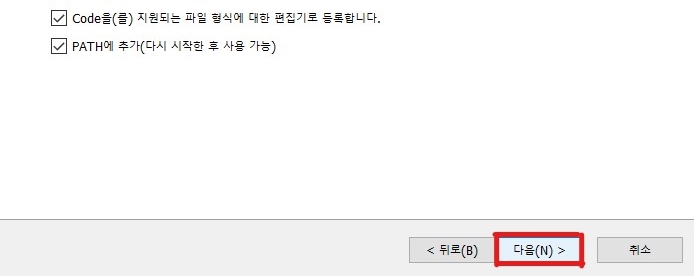 Code을(를) 지원되는 파일 형식에 대한 편집기로 등록합니다.
PATH에 추가(다시 시작한 후 사용 가능)
< 뒤로(B) 다음(N) > 취소